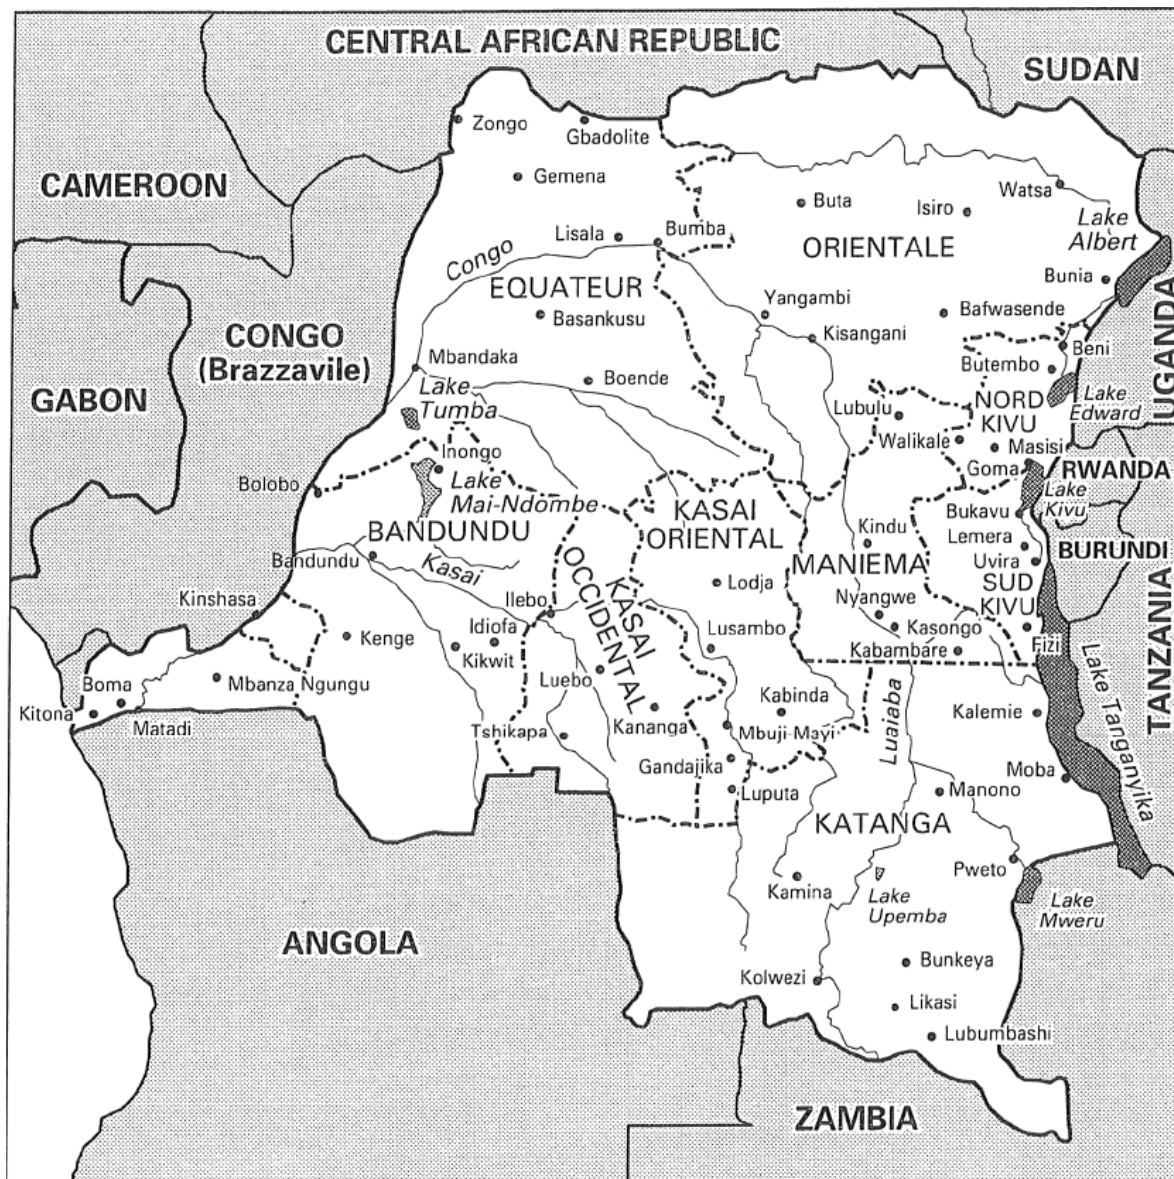 CENTRAL AFRICAN REPUBLIC
SUDAN
Zongo
Gbadolite
CAMEROON
Gemena
Watsa
Buta
Isiro
Lake
Albert
Lisala
Bumba
ORIENTALE
Congo
EQUATEUR
Bunia
Basankusu
Yangambi
Bafwasende
UGANDA
CONGO
(Brazzavile)
Kisangani
Beni
Mbandaka
Butembo
GABON
Lake
Tumba
Boende
Lubulu
NORD
KIVU
Lake
Edward
Walikale
Masisi
Inongo
Goma
RWANDA
Bolobo
Lake
Mai-Ndombe
KASAI
ORIENTAL
Bukavu
Lake
Kivu
BANDUNDU
Kindu
Lemera
BURUNDI
Bandundu
Kasai
KASAI
OCCIDENTAL
MANIEMA
Uvira
Lodja
SUD
KIVU
TANZANIA
Kinshasa
Ilebo
Nyangwe
Kenge
Idiofa
Lusambo
Kasongo
Kikwit
Kabambare
Fizi
Boma
Mbanza Ngungu
Luebo
Lake Tanganyika
Kitona
Matadi
Kabinda
Kalemie
Kananga
Luaiaba
Tshikapa
Mbuji-Mayi
Gandajika
Moba
Luputa
Manono
KATANGA
Pweto
Kamina
Lake
Upemba
Lake
Mweru
ANGOLA
Bunkeya
Kolwezi
Likasi
Lubumbashi
ZAMBIA